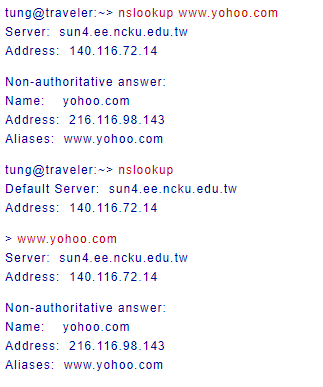 tung@traveler:~> nslookup www.yohoo.com
Server:  sun4.ee.ncku.edu.tw
Address:  140.116.72.14
Non-authoritative answer:
Name:    yohoo.com
Address:  216.116.98.143
Aliases:  www.yohoo.com
tung@traveler:~> nslookup
Default Server:  sun4.ee.ncku.edu.tw
Address:  140.116.72.14
> www.yohoo.com
Server:  sun4.ee.ncku.edu.tw
Address:  140.116.72.14
Non-authoritative answer:
Name:    yohoo.com
Address:  216.116.98.143
Aliases:  www.yohoo.com